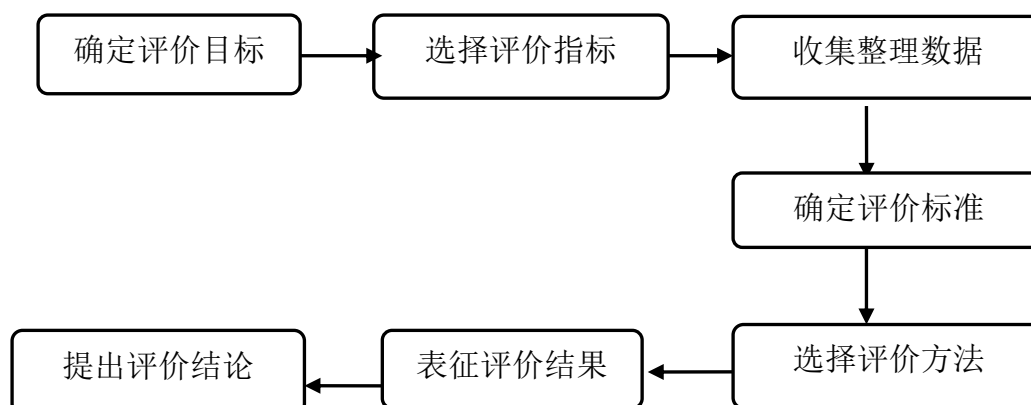 确定评价目标
选择评价指标
收集整理数据
确定评价标准
选择评价方法
表征评价结果
提出评价结论